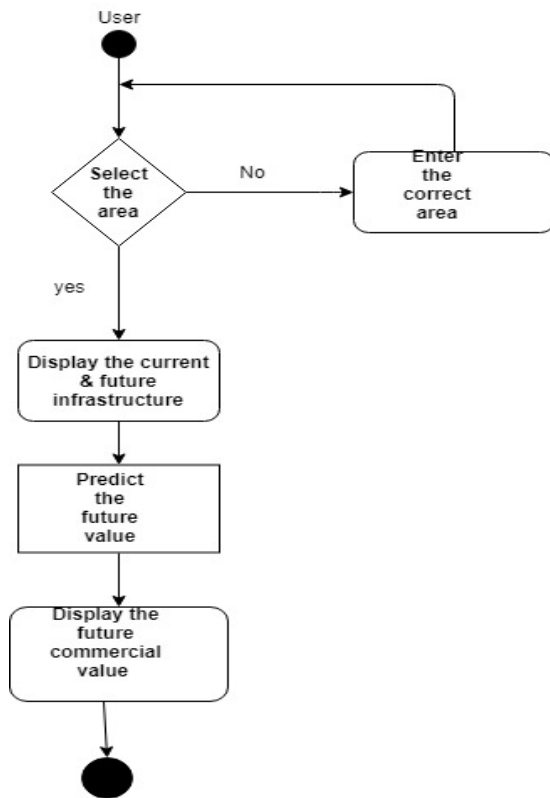 User
Select
the
area
No
Enter
the
correct
area
yes
Display the current
& future
infrastructure
Predict
the
future
value
Display the
future
commercial
value